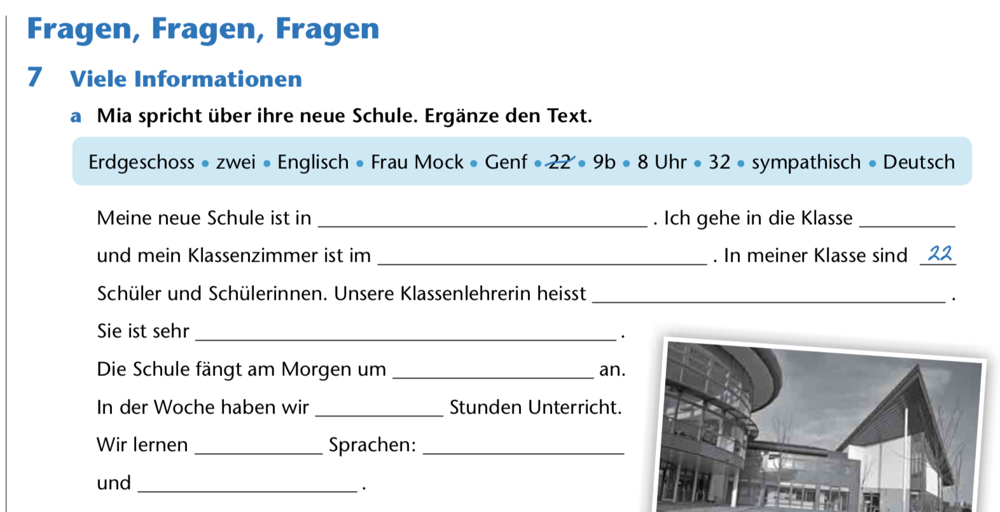 Fragen, Fragen, Fragen
7 Viele Informationen
a Mia spricht über ihre neue Schule. Ergänze den Text.
Erdgeschoss • zwei • Englisch • Frau Mock • Genf • 22 • 9b • 8 Uhr • 32 • sympathisch • Deutsch
Meine neue Schule ist in ____________________ . Ich gehe in die Klasse ________
und mein Klassenzimmer ist im ____________________ . In meiner Klasse sind 22
Schüler und Schülerinnen. Unsere Klassenlehrerin heisst ____________________ .
Sie ist sehr ____________________ .
Die Schule fängt am Morgen um ____________ an.
In der Woche haben wir ________ Stunden Unterricht.
Wir lernen ________ Sprachen: ____________
und ____________ .